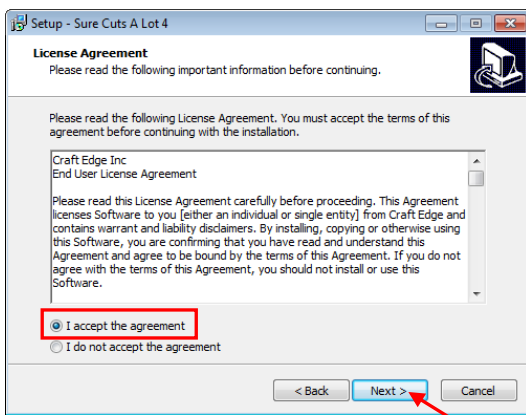 Setup - Sure Cuts A Lot 4
License Agreement
Please read the following important information before continuing.
Please read the following License Agreement. You must accept the terms of this
agreement before continuing with the installation.
Craft Edge Inc
End User License Agreement
Please read this License Agreement carefully before proceeding. This Agreement
licenses Software to you [either an individual or single entity] from Craft Edge and
contains warrant and liability disclaimers. By installing, copying or otherwise using
this Software, you are confirming that you have read and understand this
Agreement and agree to be bound by the terms of this Agreement. If you do not
agree with the terms of this Agreement, you should not install or use this
Software.
I accept the agreement
I do not accept the agreement
< Back
Next >
Cancel